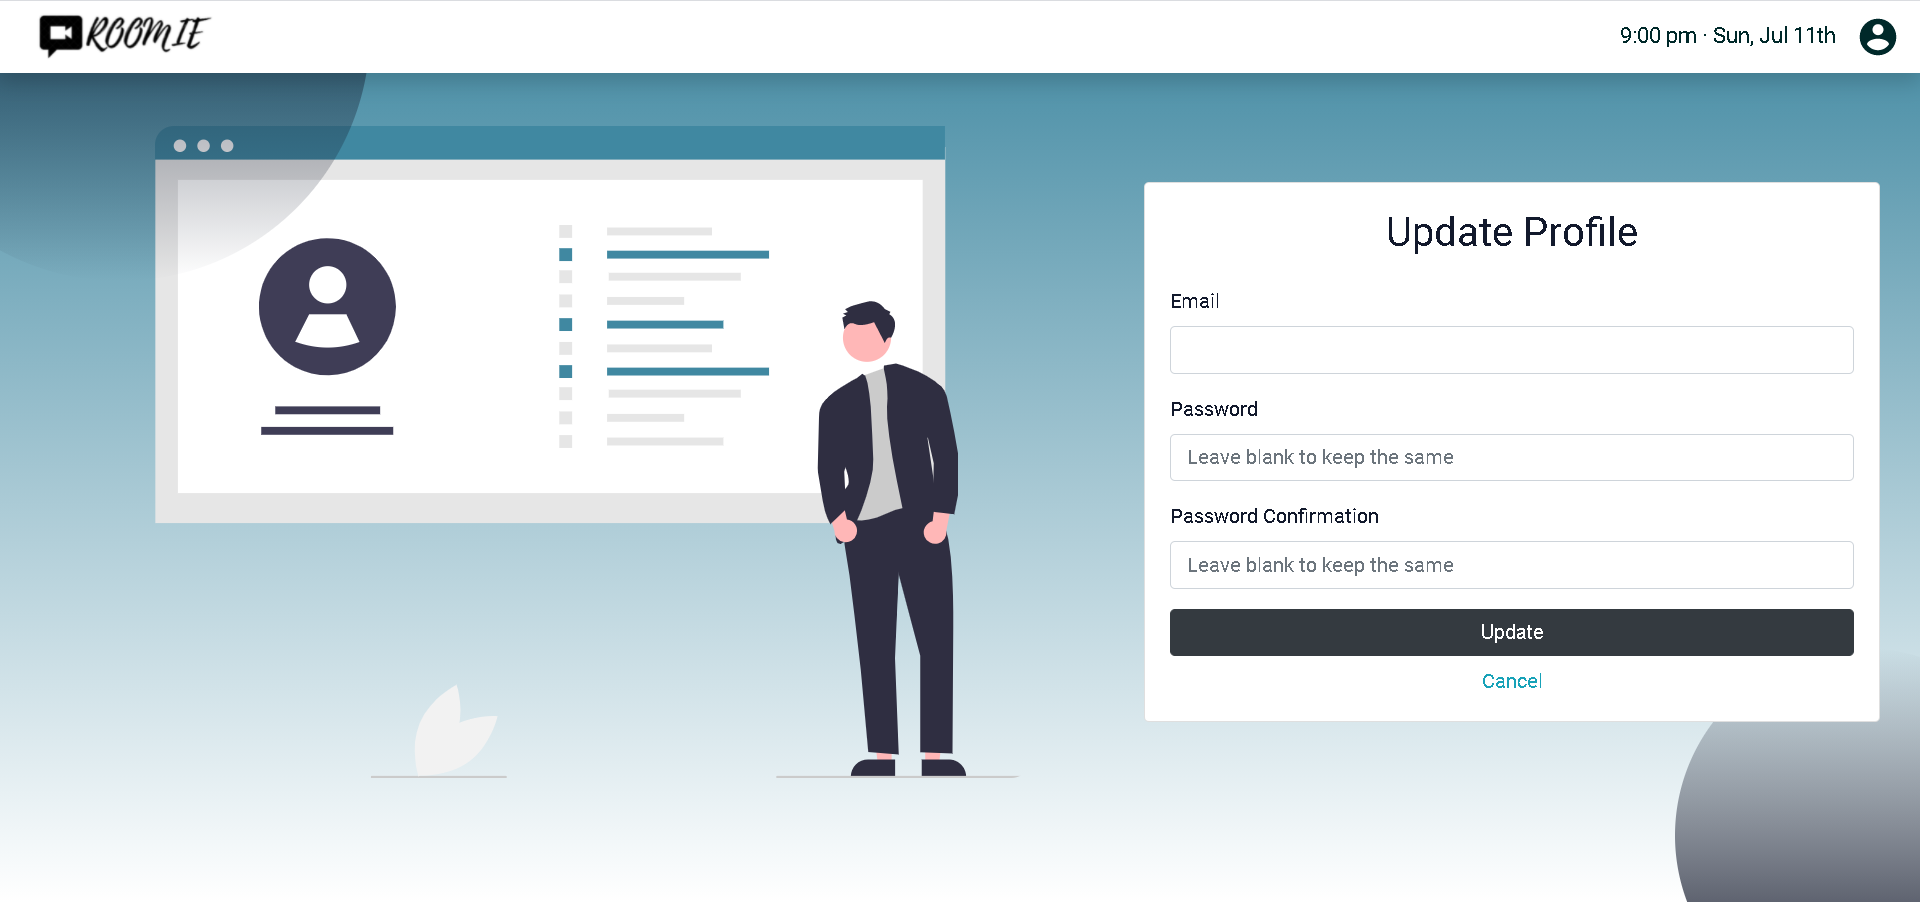 ROOMIE
9:00 pm · Sun, Jul 11th
Update Profile
Email
Password
Leave blank to keep the same
Password Confirmation
Leave blank to keep the same
Update
Cancel